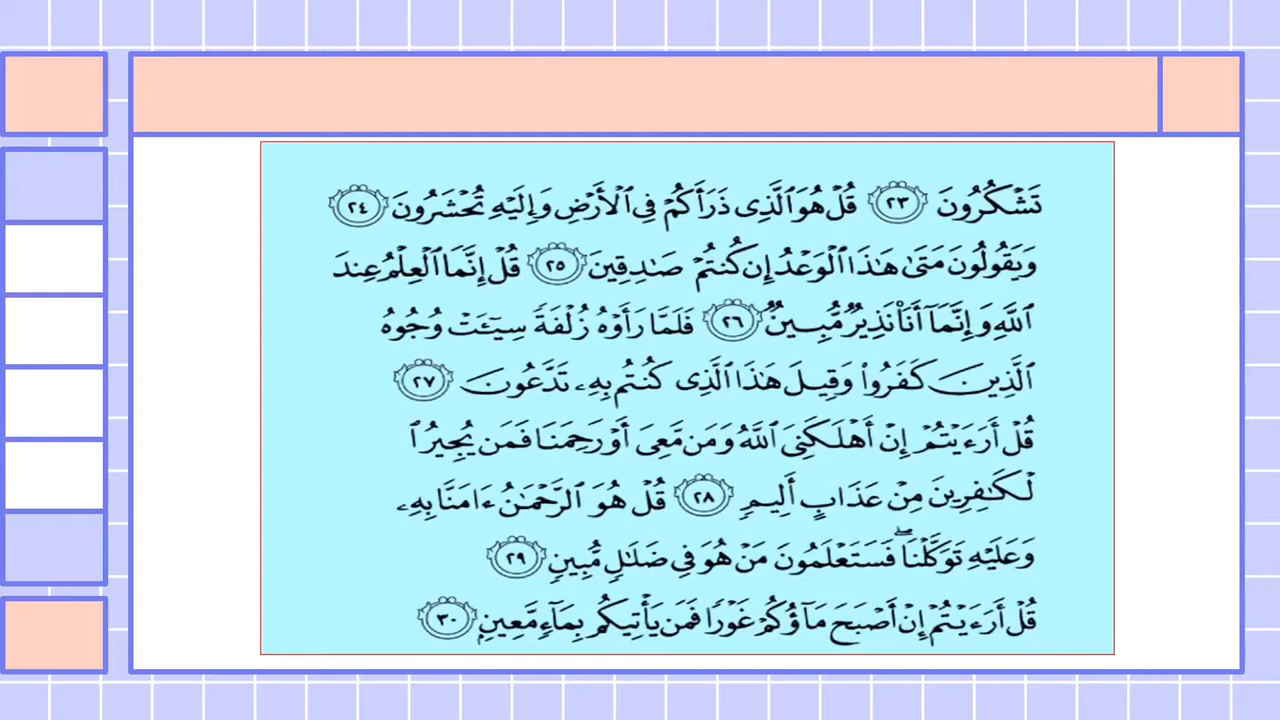 تَشۡكُرُونَ ٢٣ قُلۡ هُوَ ٱلَّذِى ذَرَأَكُمۡ فِى ٱلۡأَرۡضِ وَإِلَيۡهِ تُحۡشَرُونَ ٢٤
وَيَقُولُونَ مَتَىٰ هَٰذَا ٱلۡوَعۡدُ إِن كُنتُمۡ صَٰدِقِينَ ٢٥ قُلۡ إِنَّمَا ٱلۡعِلۡمُ عِندَ
ٱللَّهِ وَإِنَّمَآ أَنَا۠ نَذِيرٌ مُّبِينٌ ٢٦ فَلَمَّا رَأَوۡهُ زُلۡفَةً سِيٓـَٔتۡ وُجُوهُ
ٱلَّذِينَ كَفَرُواْ وَقِيلَ هَٰذَا ٱلَّذِى كُنتُم بِهِۦ تَدَّعُونَ ٢٧
قُلۡ أَرَءَيۡتُمۡ إِنۡ أَهۡلَكَنِىَ ٱللَّهُ وَمَن مَّعِىَ أَوۡ رَحِمَنَا فَمَن يُجِيرُ ٱ
لۡكَٰفِرِينَ مِنۡ عَذَابٍ أَلِيمٍ ٢٨ قُلۡ هُوَ ٱلرَّحۡمَٰنُ ءَامَنَّا بِهِۦ
وَعَلَيۡهِ تَوَكَّلۡنَاۖ فَسَتَعۡلَمُونَ مَنۡ هُوَ فِى ضَلَٰلٍ مُّبِينٍ ٢٩
قُلۡ أَرَءَيۡتُمۡ إِنۡ أَصۡبَحَ مَآؤُكُمۡ غَوۡرًا فَمَن يَأۡتِيكُم بِمَآءٍ مَّعِينٍۭ ٣٠